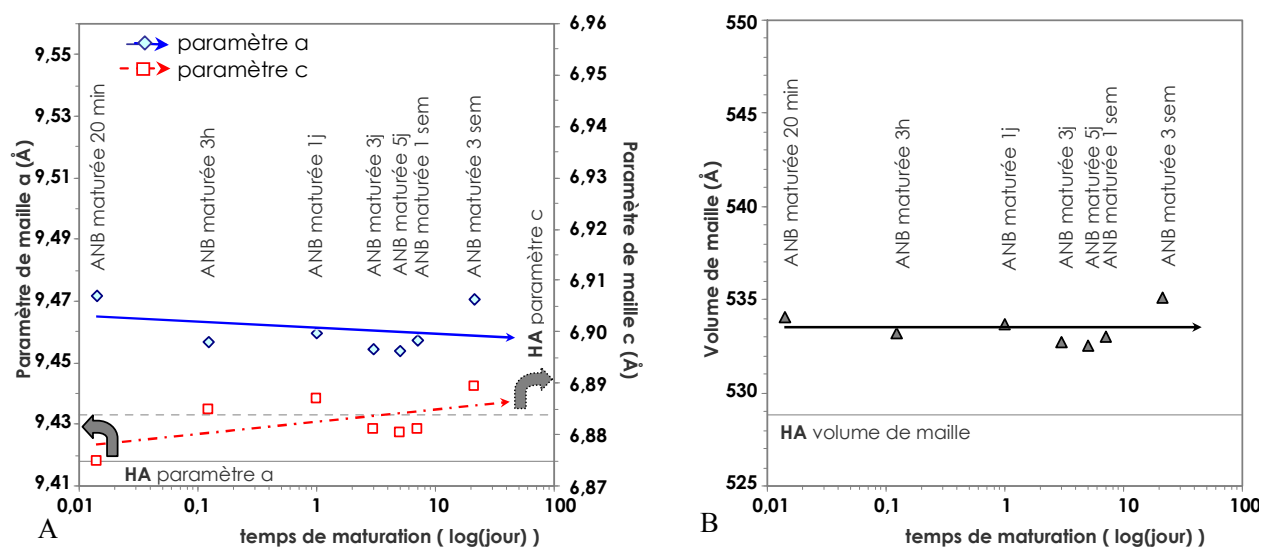 paramètre a
paramètre c
9,55
9,53
9,51
9,49
9,47
9,45
9,43
9,41
Paramètre de maille a (Å)
6,96
6,95
6,94
6,93
6,92
6,91
6,90
6,89
6,88
6,87
Paramètre de maille c (Å)
ANB maturée 20 min
ANB maturée 3h
ANB maturée 1j
ANB maturée 3j
ANB maturée 5j
ANB maturée 1 sem
ANB maturée 3 sem
HA paramètre c
HA paramètre a
0,01
0,1
1
10
100
temps de maturation ( log(jour) )
A
550
545
540
535
530
525
Volume de maille (Å)
ANB maturée 20 min
ANB maturée 3h
ANB maturée 1j
ANB maturée 3j
ANB maturée 5j
ANB maturée 1 sem
ANB maturée 3 sem
HA volume de maille
0,01
0,1
1
10
100
temps de maturation ( log(jour) )
B